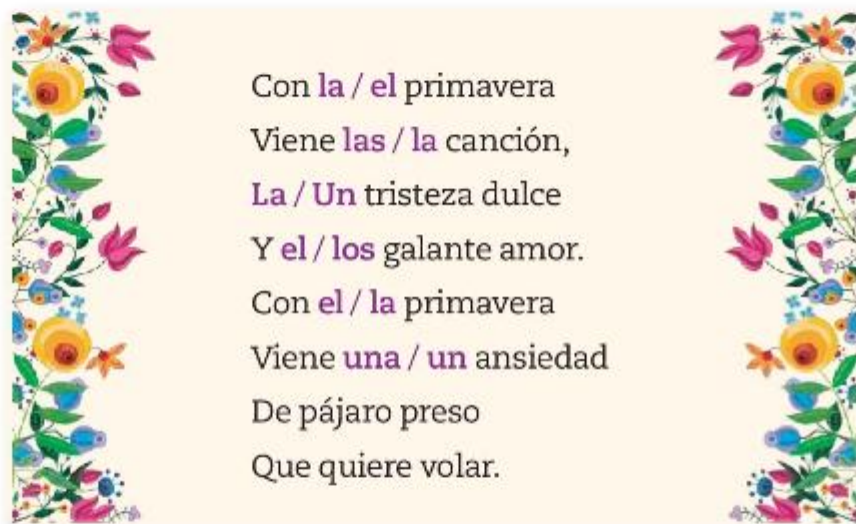 Con la / el primavera
Viene las / la canción,
La / Un tristeza dulce
Y el / los galante amor.
Con el / la primavera
Viene una / un ansiedad
De pájaro preso
Que quiere volar.